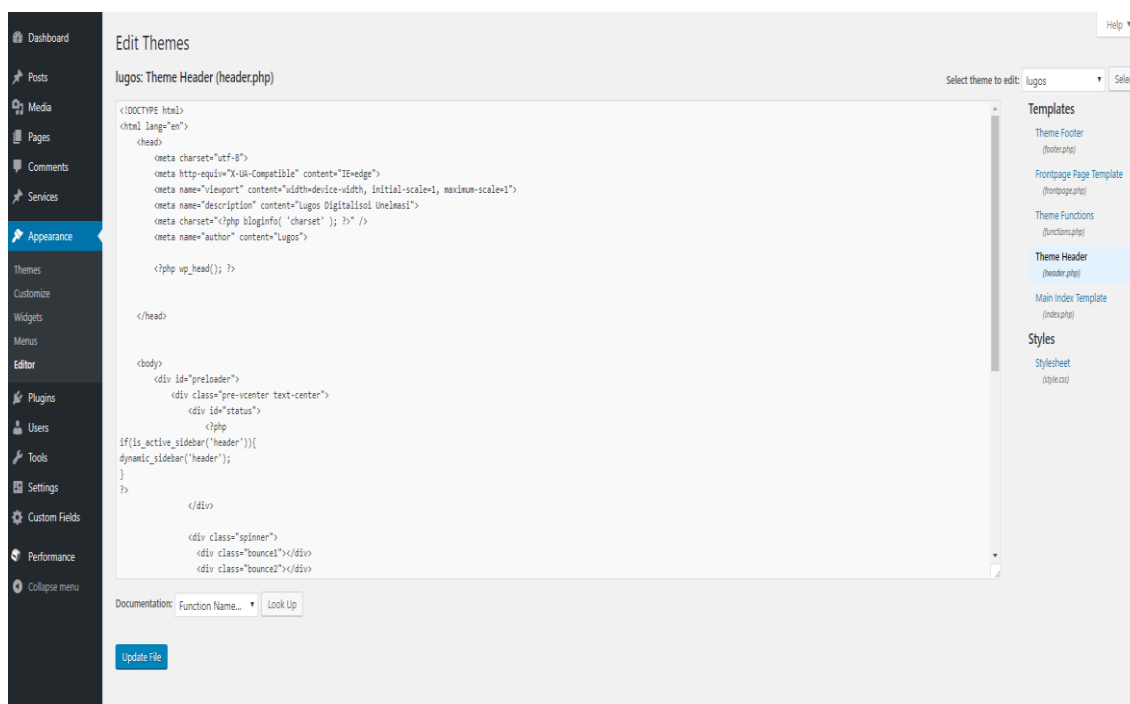 Help
Dashboard
Posts
Media
Pages
Comments
Services
Appearance
Themes
Customize
Widgets
Menus
Editor
Plugins
Users
Tools
Settings
Custom Fields
Performance
Collapse menu
Edit Themes
lugos: Theme Header (header.php)
Select theme to edit: lugos
<!DOCTYPE html>
<html lang="en">
<head>
<meta charset="utf-8">
<meta http-equiv="X-UA-Compatible" content="IE=edge">
<meta name="viewport" content="width=device-width, initial-scale=1, maximum-scale=1">
<meta name="description" content="Lugos Digitalisoi Unelmasi">
<meta charset="<?php bloginfo( 'charset' ); ?>" />
<meta name="author" content="Lugos">
<?php wp_head(); ?>
</head>
<body>
<div id="preloader">
<div class="pre-vcenter text-center">
<div id="status">
<?php
if(is_active_sidebar('header')){
dynamic_sidebar('header');
}
?>
</div>
<div class="spinner">
<div class="bounce1"></div>
<div class="bounce2"></div>
Templates
Theme Footer
(footer.php)
Frontpage Page Template
(frontpage.php)
Theme Functions
(functions.php)
Theme Header
(header.php)
Main Index Template
(index.php)
Styles
Stylesheet
(style.css)
Documentation: Function Name... Look Up
Update File